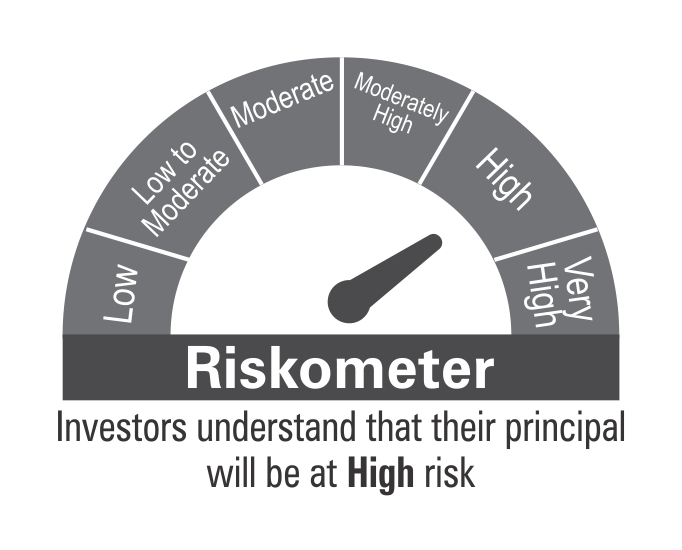 Low
Low to
Moderate
Moderate
Moderately
High
High
Very
High
Riskometer
Investors understand that their principal
will be at High risk